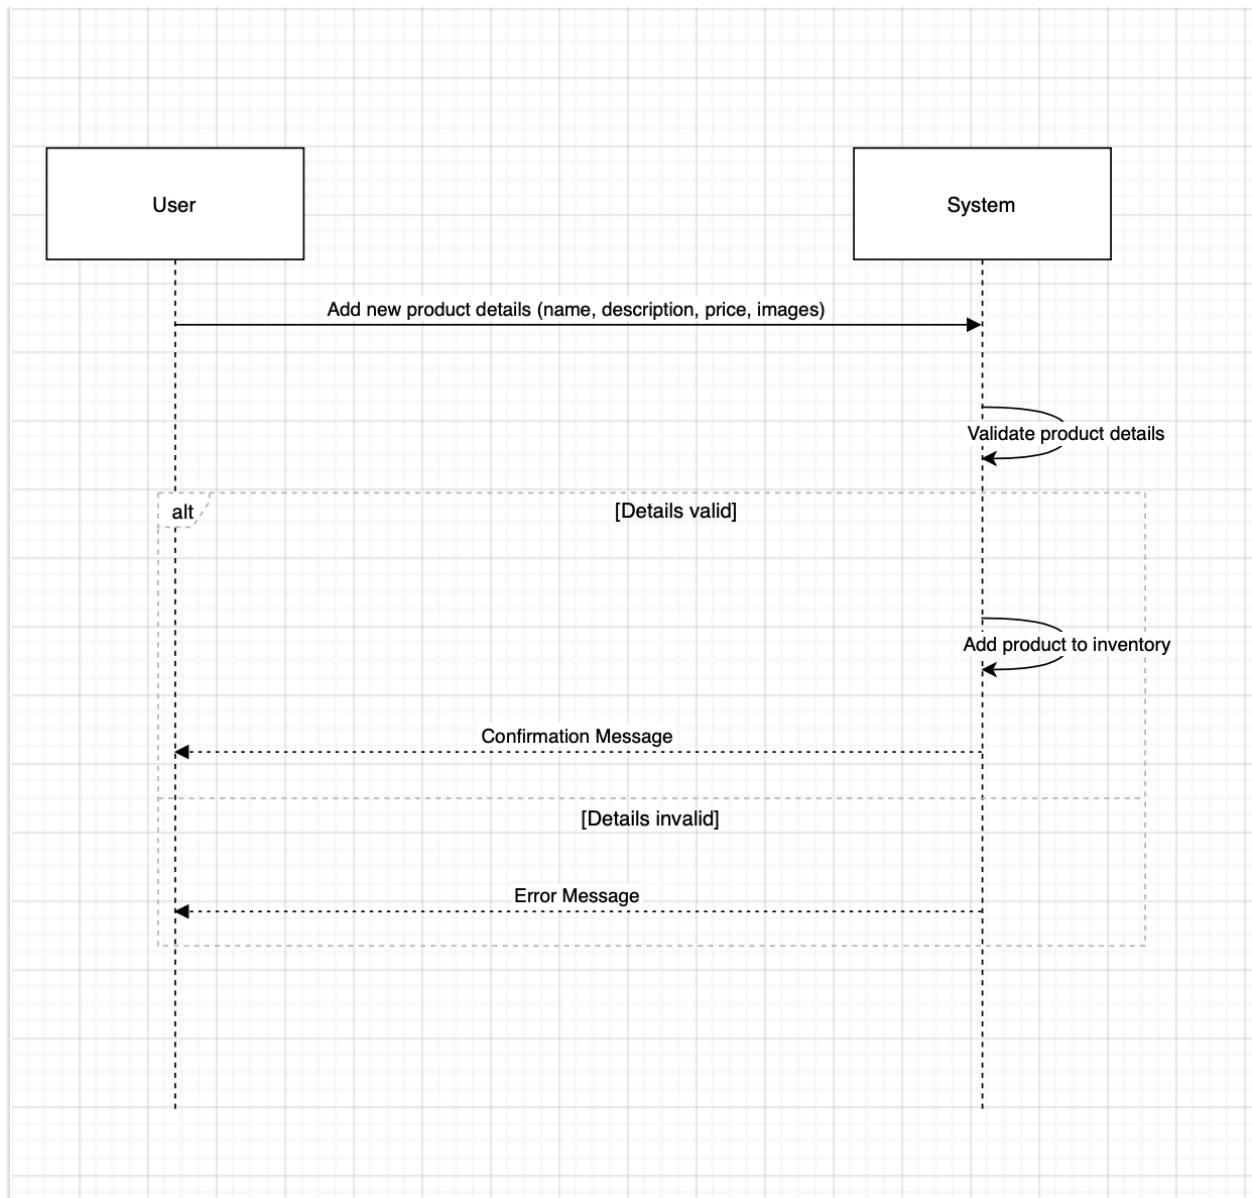 User
System
Add new product details (name, description, price, images)
Validate product details
alt
[Details valid]
Add product to inventory
Confirmation Message
[Details invalid]
Error Message